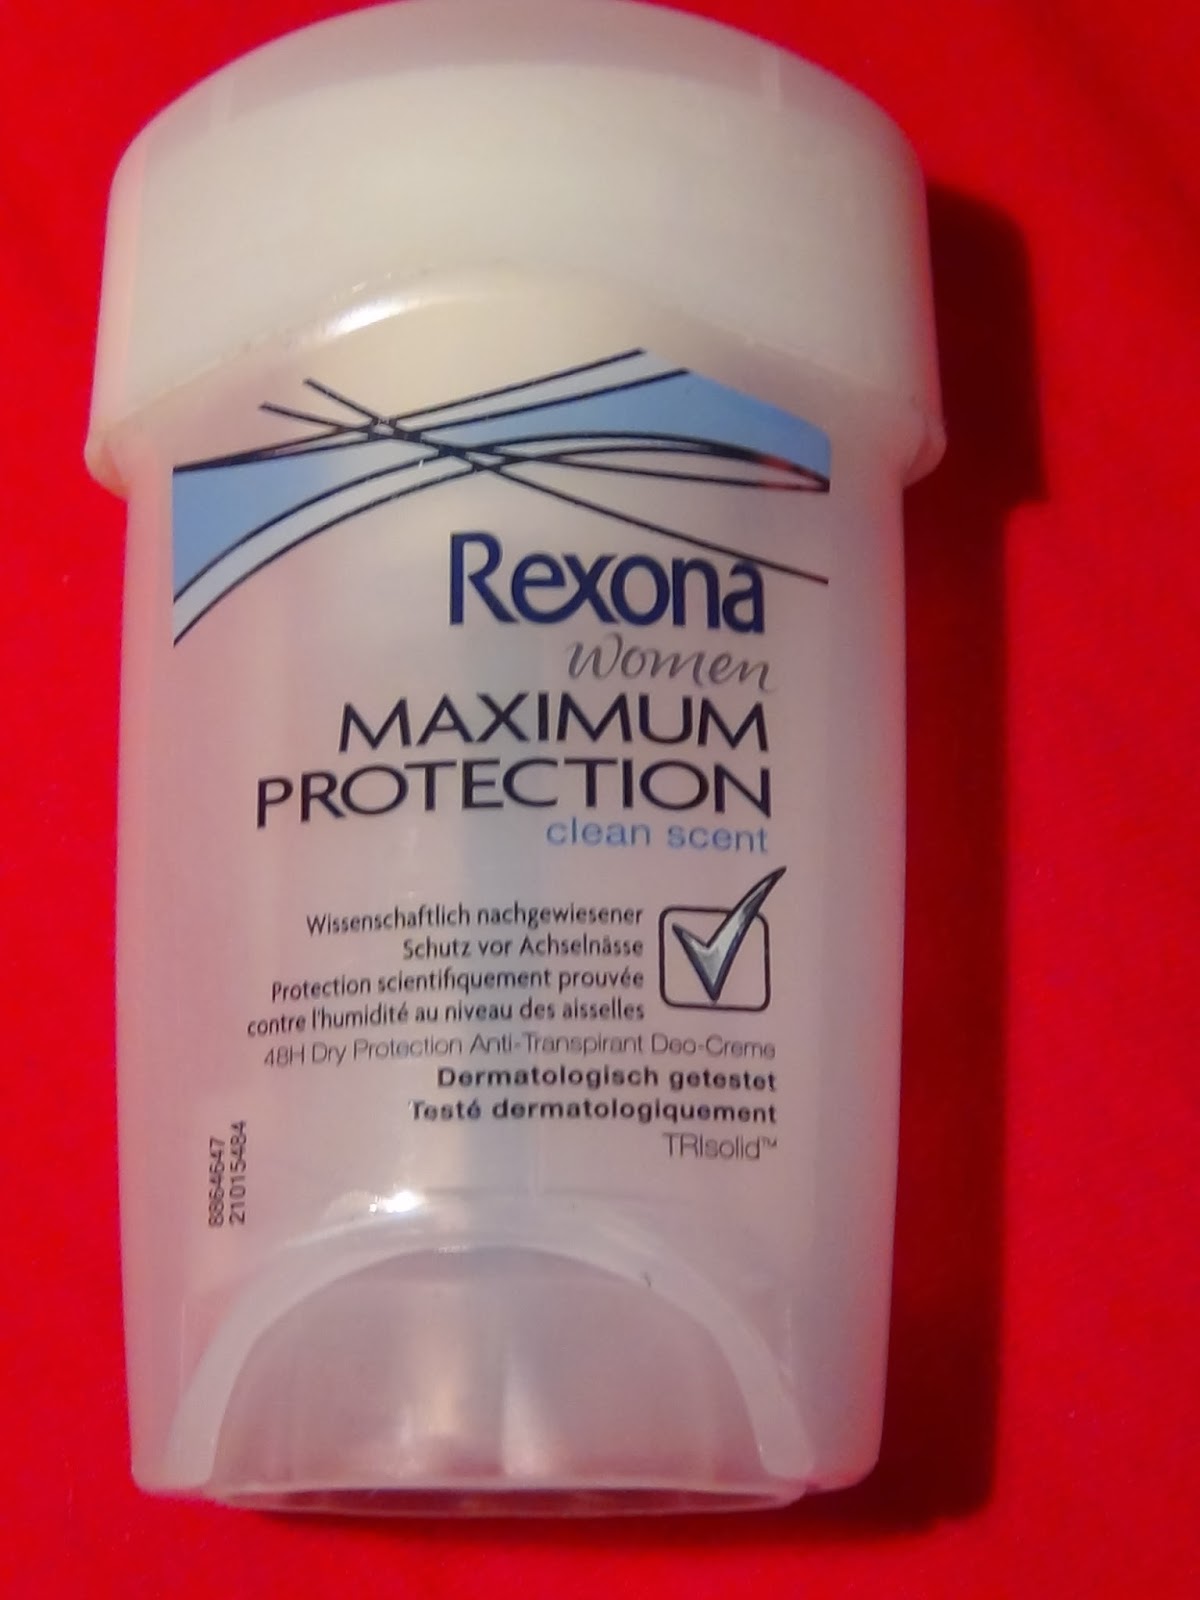 Rexona
Women
MAXIMUM
PROTECTION
clean scent
Wissenschaftlich nachgewiesener
Schutz vor Achselnässe
Protection scientifiquement prouvée
contre l'humidité au niveau des aisselles
48H Dry Protection Anti-Transpirant Deo-Creme
Dermatologisch getestet
Testé dermatologiquement
TRIsolid™
8864647
21015484